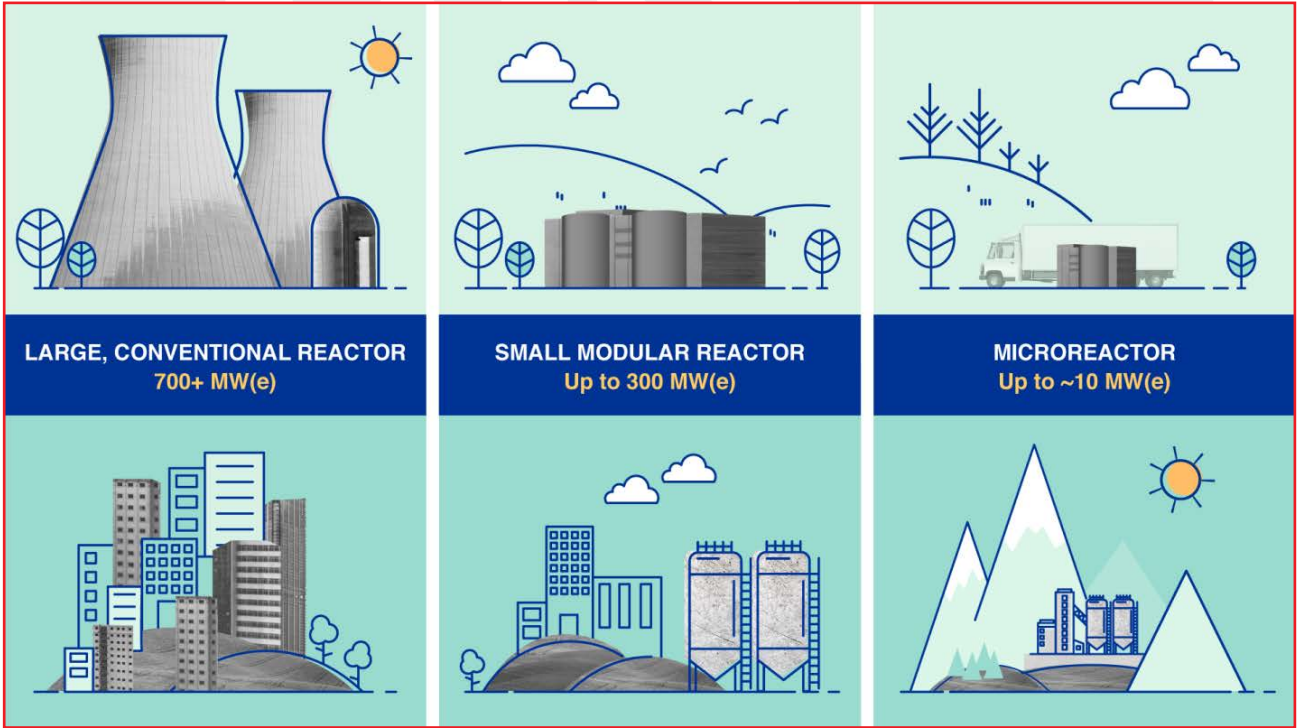 LARGE, CONVENTIONAL REACTOR
700+ MW(e)
SMALL MODULAR REACTOR
Up to 300 MW(e)
MICROREACTOR
Up to ~10 MW(e)